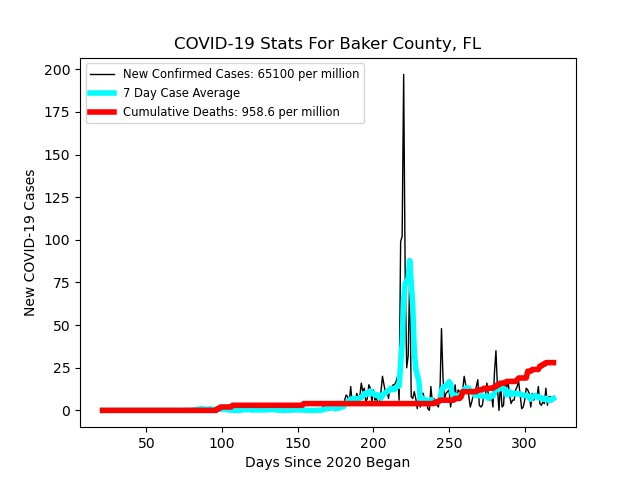 COVID-19 Stats For Baker County, FL
New Confirmed Cases: 65100 per million
7 Day Case Average
Cumulative Deaths: 958.6 per million
New COVID-19 Cases
200
175
150
125
100
75
50
25
0
50 100 150 200 250 300
Days Since 2020 Began